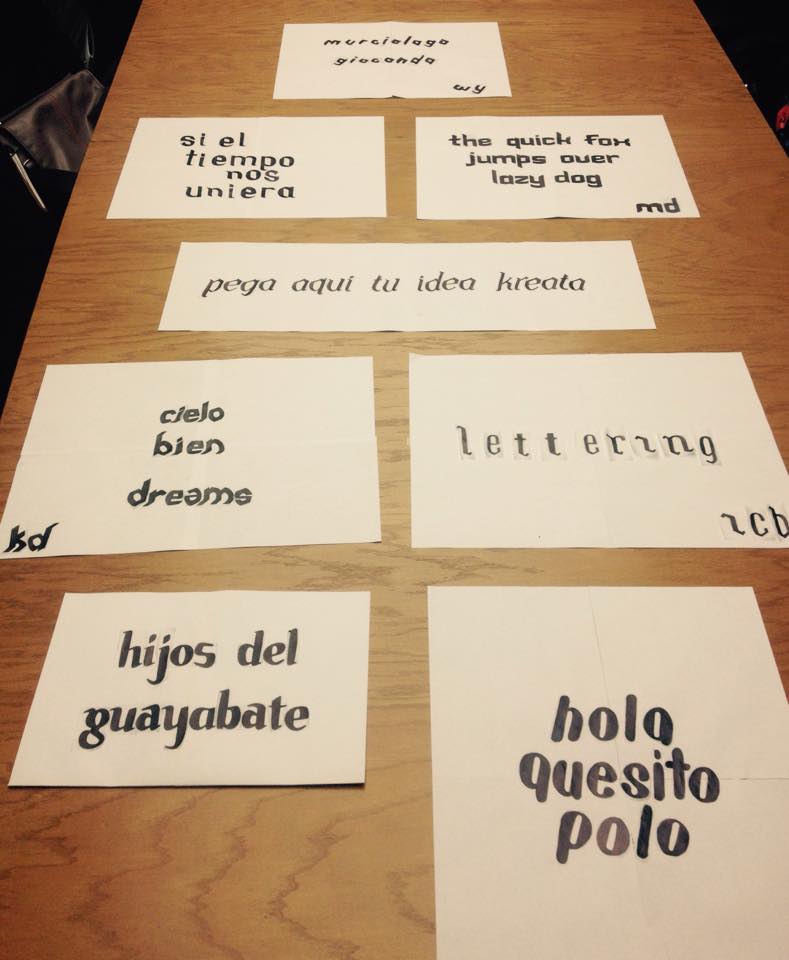 murcielago
gioconda
wy
si el
tiempo
nos
uniera
the quick fox
jumps over
lazy dog
md
pega aqui tu idea kreata
cielo
bien
dreams
kd
lettering
rcb
hijos del
guayabate
hola
quesito
polo